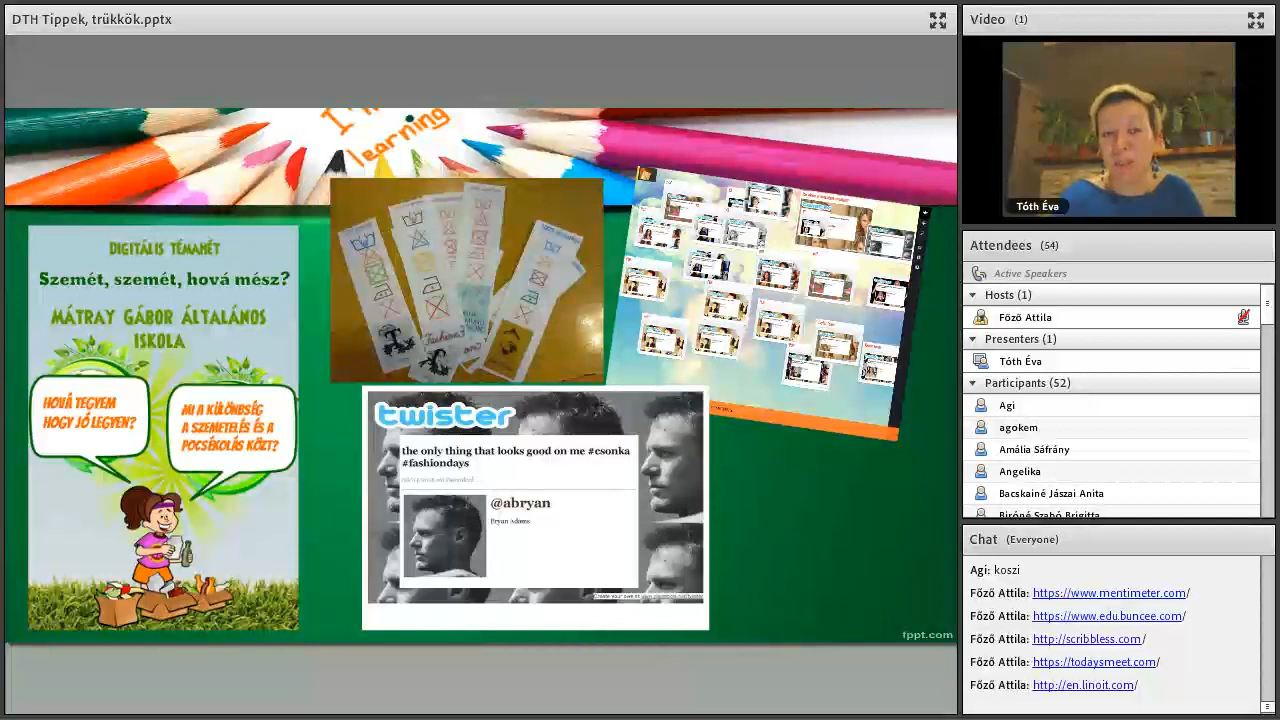 DTH Tippek, trükkök.pptx
I'm
learning
DIGITÁLIS TÉMAHÉT
Szemét, szemét, hová mész?
MÁTRAY GÁBOR ÁLTALÁNOS
ISKOLA
HOVÁ TEGYEM
HOGY JÓ LEGYEN?
MI A KÜLÖNBSÉG
A SZEMETELÉS ÉS A
POCSÉKOLÁS KÖZT?
twister
the only thing that looks good on me #csonka
#fashiondays
@abryan
Bryan Adams
fppt.com
Video (1)
Tóth Éva
Attendees (54)
Active Speakers
Hosts (1)
Főző Attila
Presenters (1)
Tóth Éva
Participants (52)
Agi
agokem
Amália Sáfrány
Angelika
Bacskainé Jászai Anita
Biróné Szabó Brigitta
Chat (Everyone)
Agi: koszi
Főző Attila: https://www.mentimeter.com/
Főző Attila: https://www.edu.buncee.com/
Főző Attila: http://scribbless.com/
Főző Attila: https://todaysmeet.com/
Főző Attila: http://en.linoit.com/